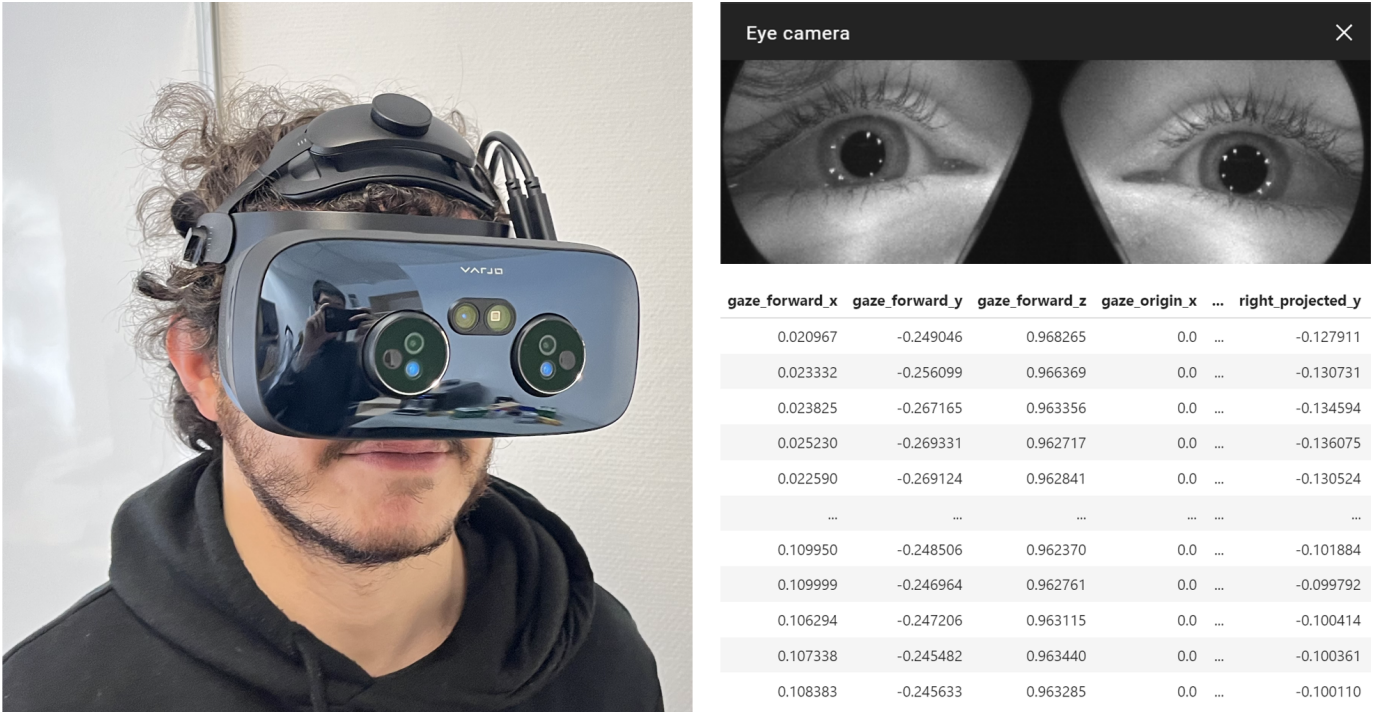 VARJO
Eye camera
gaze_forward_x gaze_forward_y gaze_forward_z gaze_origin_x ... right_projected_y
0.020967 -0.249046 0.968265 0.0 ... -0.127911
0.023332 -0.256099 0.966369 0.0 ... -0.130731
0.023825 -0.267165 0.963356 0.0 ... -0.134594
0.025230 -0.269331 0.962717 0.0 ... -0.136075
0.022590 -0.269124 0.962841 0.0 ... -0.130524
... ... ... ... ... ...
0.109950 -0.248506 0.962370 0.0 ... -0.101884
0.109999 -0.246964 0.962761 0.0 ... -0.099792
0.106294 -0.247206 0.963115 0.0 ... -0.100414
0.107338 -0.245482 0.963440 0.0 ... -0.100361
0.108383 -0.245633 0.963285 0.0 ... -0.100110